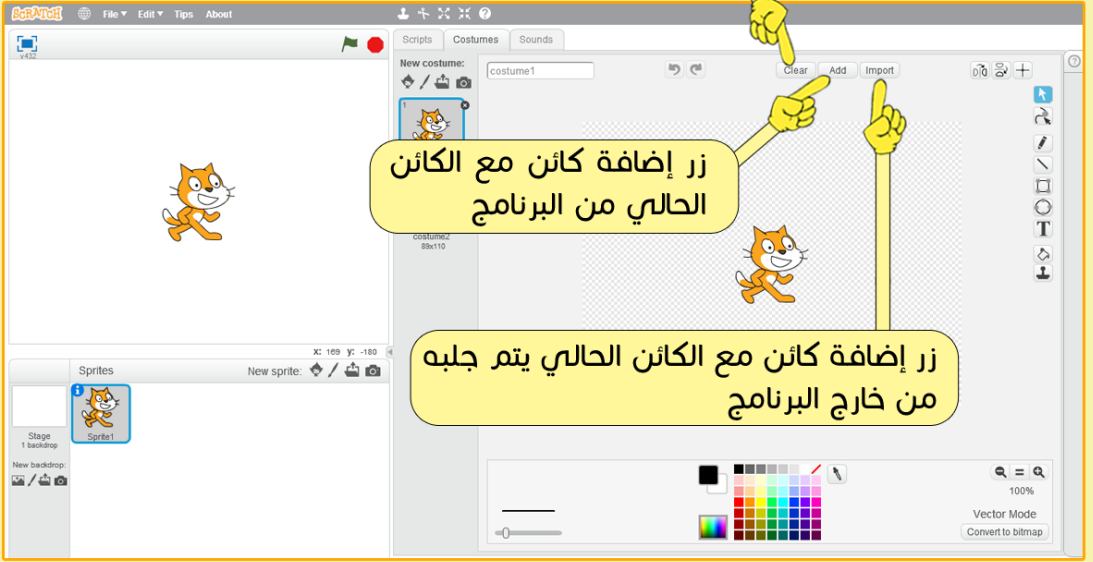 SCRATCH File Edit Tips About
v432
Scripts Costumes Sounds
New costume:
costume1
Clear Add Import
1
زر إضافة كائن مع الكائن
الحالي من البرنامج
costume2
89x110
زر إضافة كائن مع الكائن الحالي يتم جلبه
من خارج البرنامج
X: 169 y: -180
Sprites New sprite:
Sprite1
Stage
1 backdrop
New backdrop:
T
100%
Vector Mode
Convert to bitmap